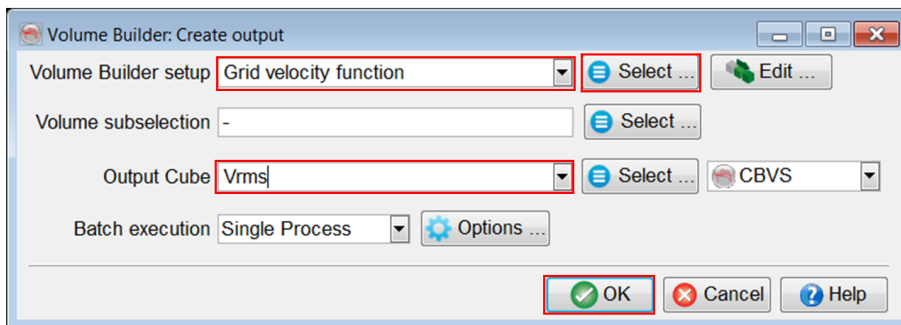 Volume Builder: Create output
Volume Builder setup Grid velocity function Select ... Edit ...
Volume subselection - Select ...
Output Cube Vrms Select ... CBVS
Batch execution Single Process Options ...
OK Cancel Help